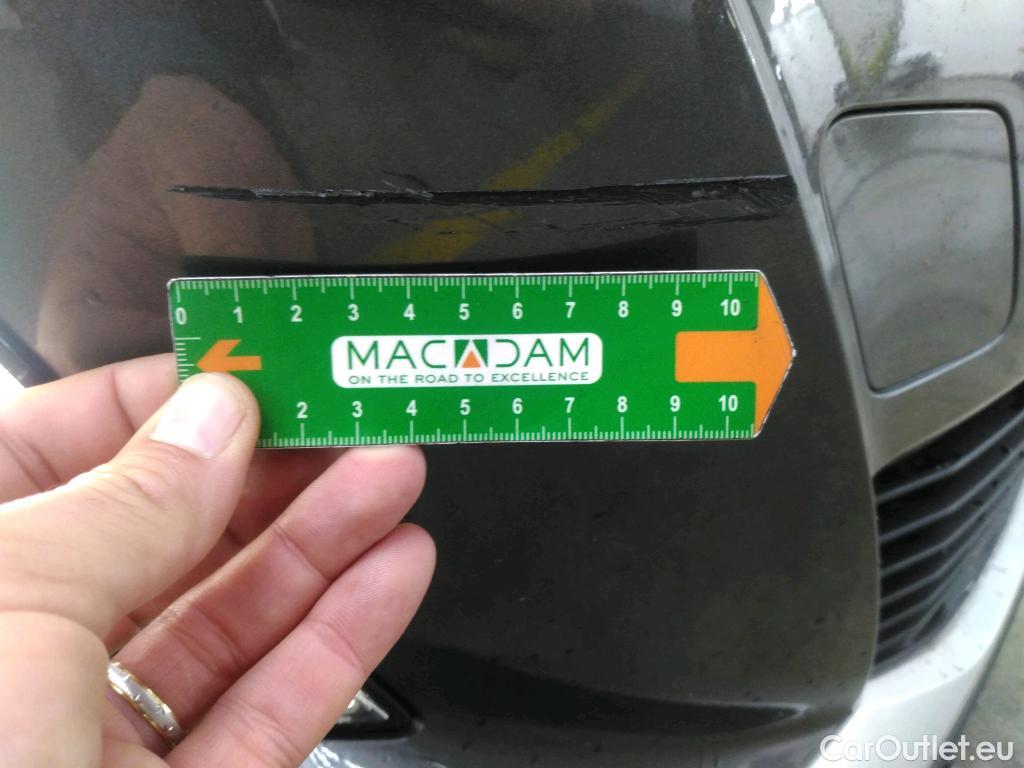 0 1 2 3 4 5 6 7 8 9 10
MACADAM
ON THE ROAD TO EXCELLENCE
2 3 4 5 6 7 8 9 10
CarOutlet.eu